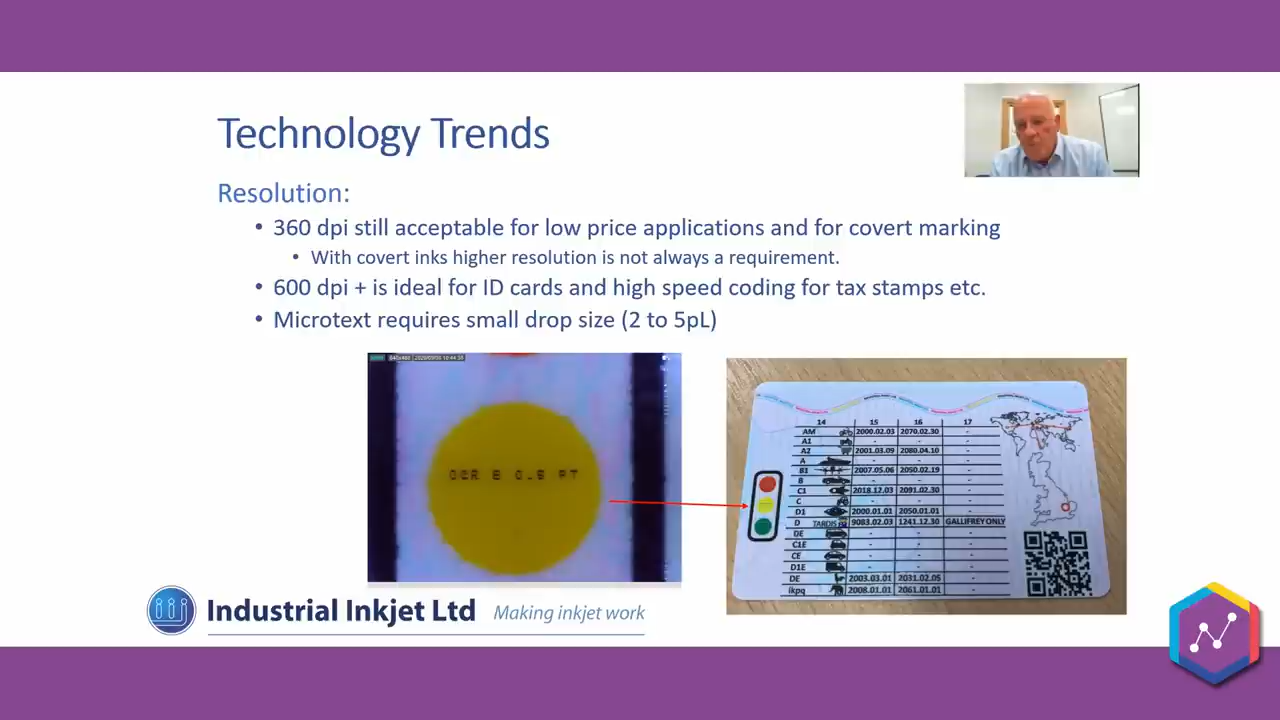 Technology Trends
Resolution:
• 360 dpi still acceptable for low price applications and for covert marking
• With covert inks higher resolution is not always a requirement.
• 600 dpi + is ideal for ID cards and high speed coding for tax stamps etc.
• Microtext requires small drop size (2 to 5pL)
OCR B 0.5 PT
14 15 16 17
AM 2000.02.03 2070.02.30 -
A1 - - -
A2 2001.03.09 2080.04.10 -
A - - -
B1 2007.05.06 2050.02.19 -
B - - -
C1 2018.12.03 2091.02.30 -
C - - -
D1 2000.01.01 2050.01.01 -
D TARDIS 9083.02.03 1241.12.30 GALLIFREY ONLY
DE - - -
C1E - - -
CE - - -
D1E - - -
DE 2003.03.01 2031.02.05 -
ikpq 2008.01.01 2061.01.01 -
Industrial Inkjet Ltd Making inkjet work